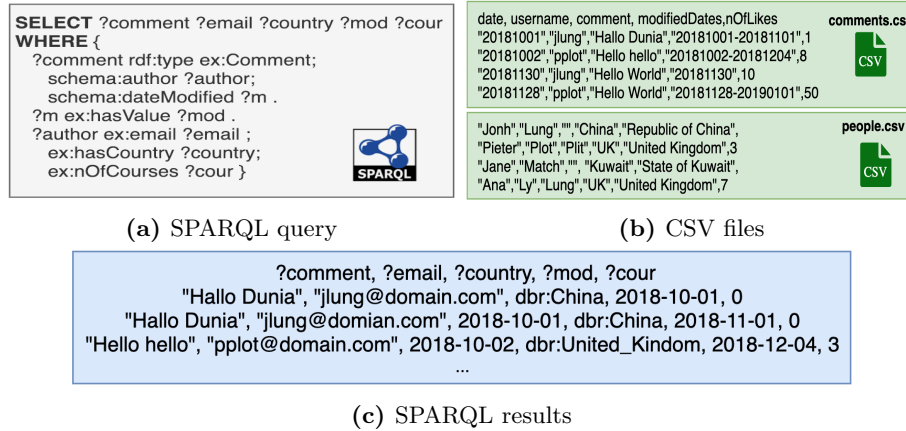 SELECT ?comment ?email ?country ?mod ?cour
WHERE {
?comment rdf:type ex:Comment;
schema:author ?author;
schema:dateModified ?m .
?m ex:hasValue ?mod .
?author ex:email ?email ;
ex:hasCountry ?country;
ex:nOfCourses ?cour }
SPARQL
date, username, comment, modifiedDates,nOfLikes
"20181001","jlung","Hallo Dunia","20181001-20181101",1
"20181002","pplot","Hello hello","20181002-20181204",8
"20181130","jlung","Hello World","20181130",10
"20181128","pplot","Hello World","20181128-20190101",50
comments.cs
CSV
"Jonh","Lung","","China","Republic of China",
"Pieter","Plot","Plit","UK","United Kingdom",3
"Jane","Match","", "Kuwait","State of Kuwait",
"Ana","Ly","Lung","UK","United Kingdom",7
people.csv
CSV
(a) SPARQL query
(b) CSV files
?comment, ?email, ?country, ?mod, ?cour
"Hallo Dunia", "jlung@domain.com", dbr:China, 2018-10-01, 0
"Hallo Dunia", "jlung@domian.com", 2018-10-01, dbr:China, 2018-11-01, 0
"Hello hello", "pplot@domain.com", 2018-10-02, dbr:United_Kindom, 2018-12-04, 3
...
(c) SPARQL results